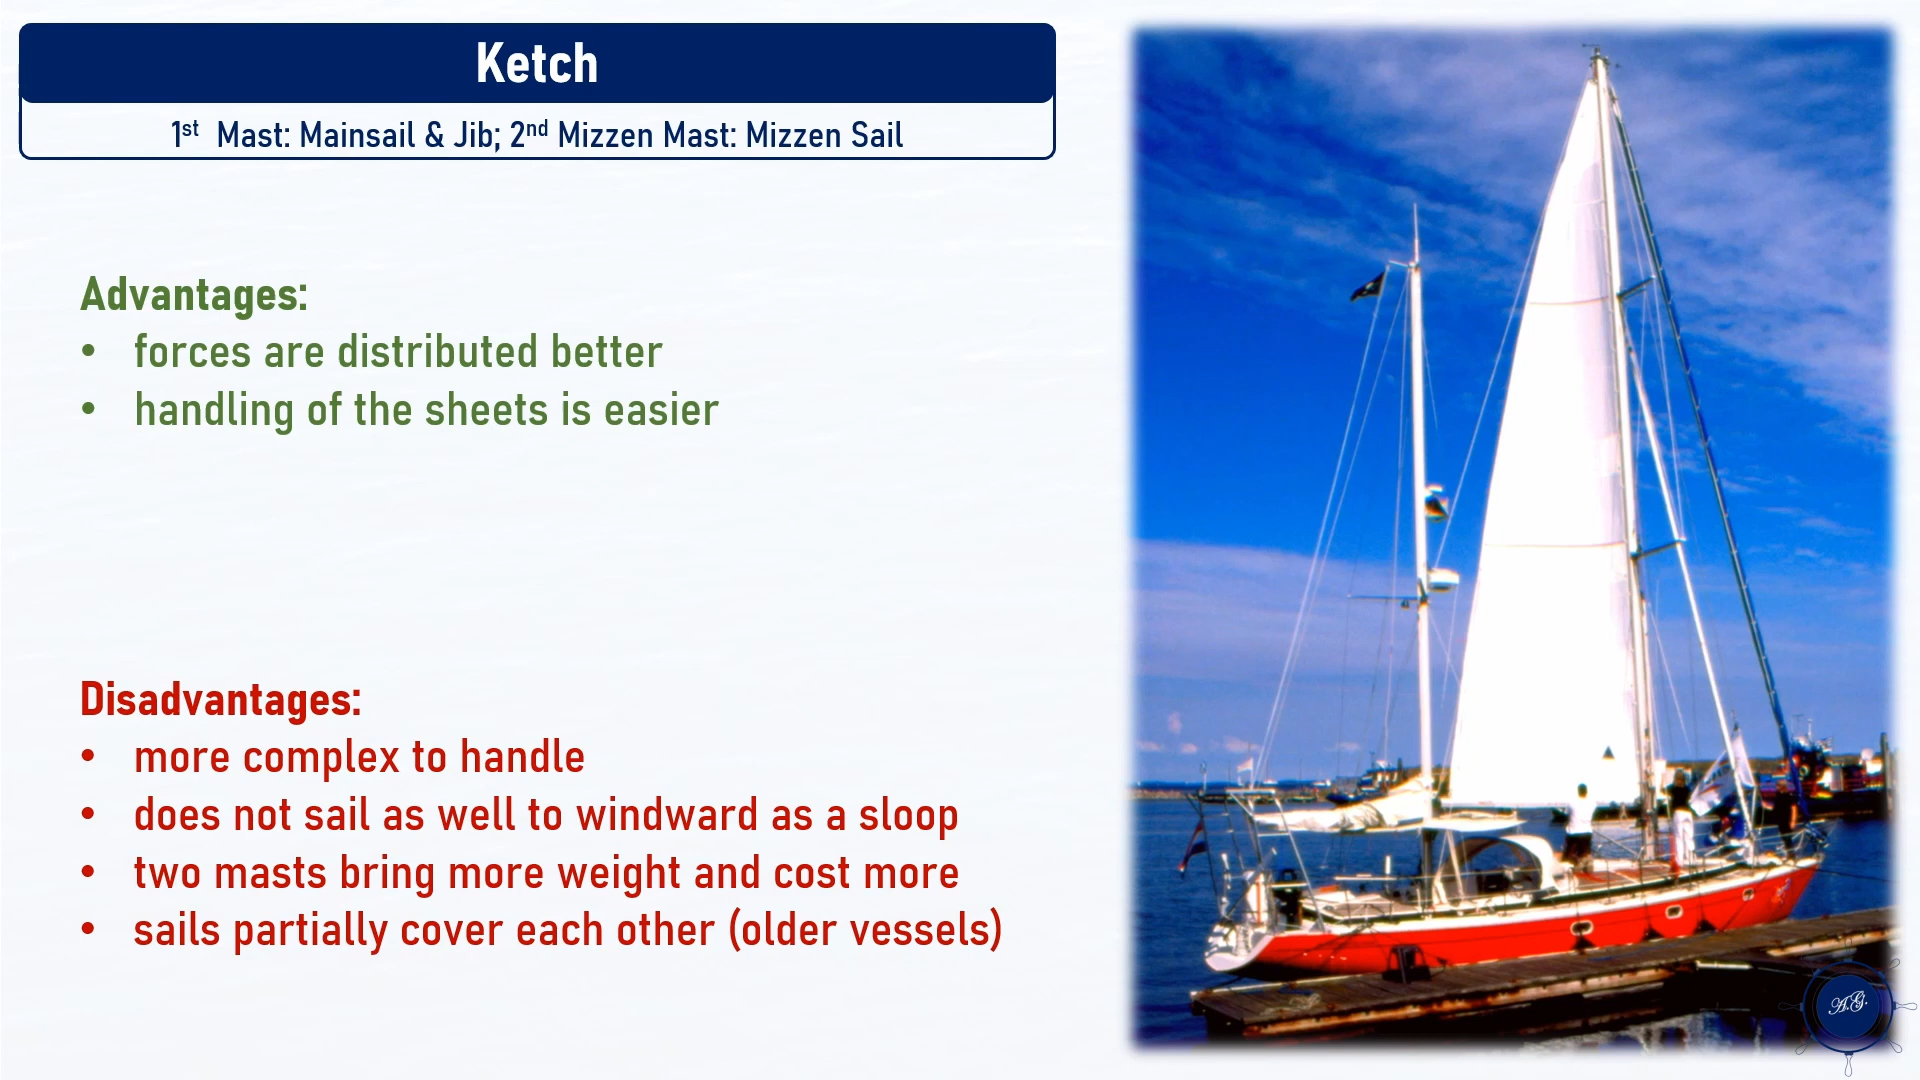 Ketch
1st Mast: Mainsail & Jib; 2nd Mizzen Mast: Mizzen Sail
Advantages:
• forces are distributed better
• handling of the sheets is easier
Disadvantages:
• more complex to handle
• does not sail as well to windward as a sloop
• two masts bring more weight and cost more
• sails partially cover each other (older vessels)
A.G.